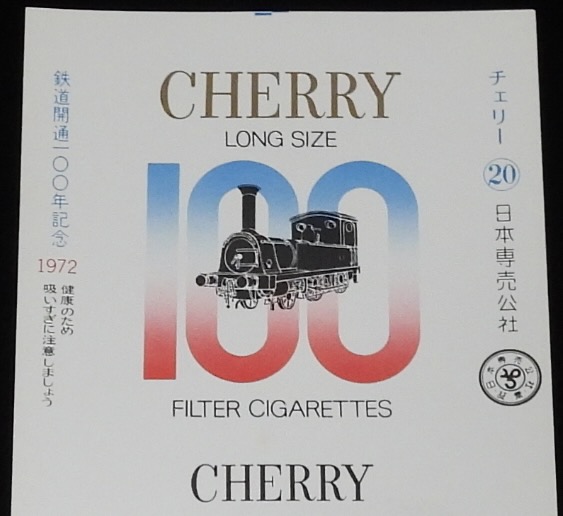 CHERRY
LONG SIZE
100
FILTER CIGARETTES
CHERRY
鉄道開通一〇〇年記念
1972
健康のため
吸いすぎに注意しましょう
チェリー
20
日本専売公社